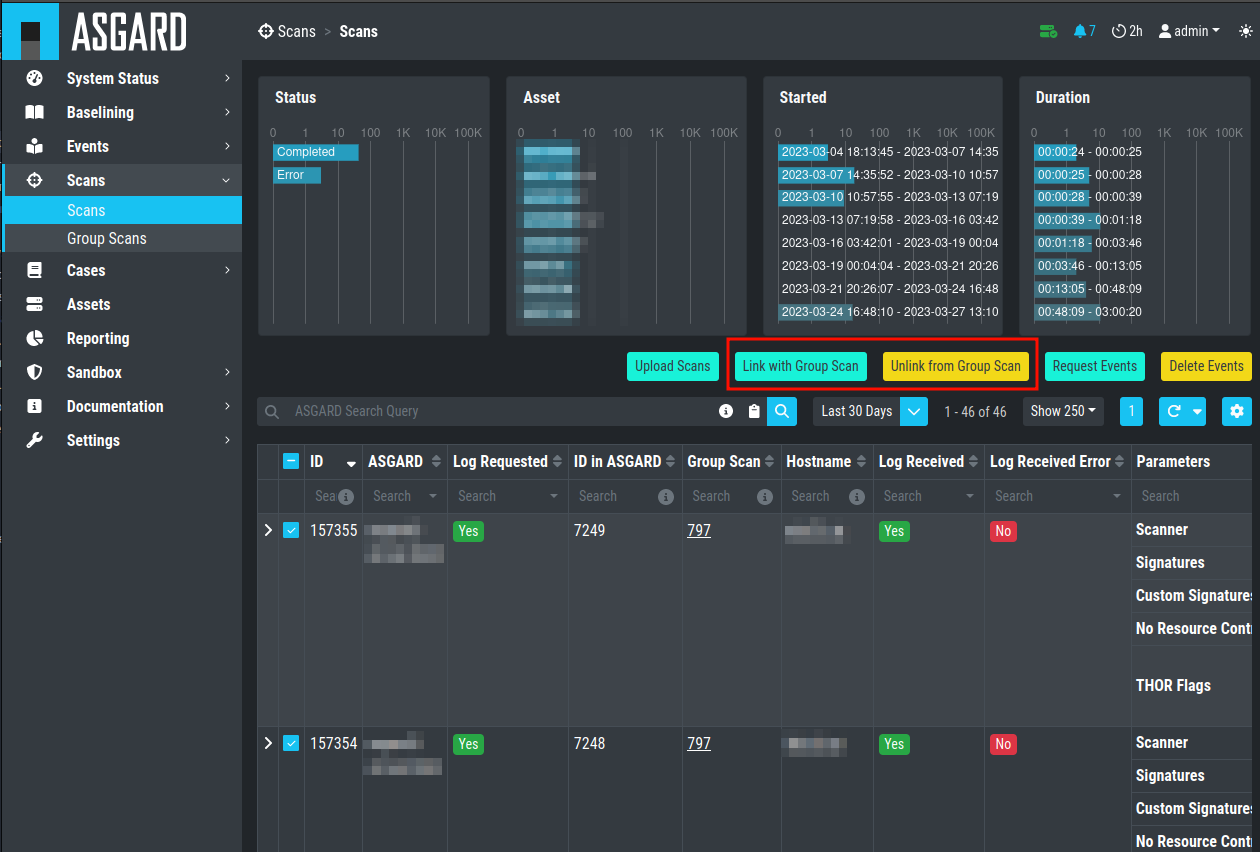 ASGARD
Scans > Scans
7
2h
admin
System Status
Baselining
Events
Scans
Scans
Group Scans
Cases
Assets
Reporting
Sandbox
Documentation
Settings
Status
0 1 10 100 1K 10K 100K
Completed
Error
Asset
0 1 10 100 1K 10K 100K
Started
0 1 10 100 1K 10K 100K
2023-03-04 18:13:45 - 2023-03-07 14:35
2023-03-07 14:35:52 - 2023-03-10 10:57
2023-03-10 10:57:55 - 2023-03-13 07:19
2023-03-13 07:19:58 - 2023-03-16 03:42
2023-03-16 03:42:01 - 2023-03-19 00:04
2023-03-19 00:04:04 - 2023-03-21 20:26
2023-03-21 20:26:07 - 2023-03-24 16:48
2023-03-24 16:48:10 - 2023-03-27 13:10
Duration
0 1 10 100 1K 10K 100K
00:00:24 - 00:00:25
00:00:25 - 00:00:28
00:00:28 - 00:00:39
00:00:39 - 00:01:18
00:01:18 - 00:03:46
00:03:46 - 00:13:05
00:13:05 - 00:48:09
00:48:09 - 03:00:20
Upload Scans Link with Group Scan Unlink from Group Scan Request Events Delete Events
ASGARD Search Query Last 30 Days 1 - 46 of 46 Show 250 1
ID ASGARD Log Requested ID in ASGARD Group Scan Hostname Log Received Log Received Error Parameters
Sea Search Search Search Search Search Search Search Search
157355 Yes 7249 797 Yes No Scanner
Signatures
Custom Signatures
No Resource Cont
THOR Flags
157354 Yes 7248 797 Yes No Scanner
Signatures
Custom Signatures
No Resource Cont